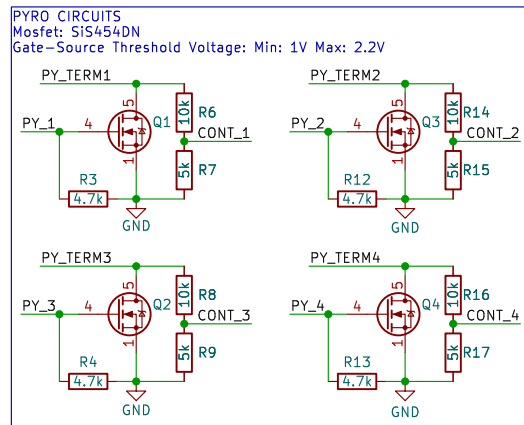 PYRO CIRCUITS
Mosfet: SiS454DN
Gate-Source Threshold Voltage: Min: 1V Max: 2.2V
PY_TERM1
PY_TERM2
5
10k
R6
5
10k
R14
PY_1
4
Q1
CONT_1
PY_2
4
Q3
CONT_2
1
5k
R7
1
5k
R15
R3
R12
4.7k
4.7k
GND
GND
PY_TERM3
PY_TERM4
5
10k
R8
5
10k
R16
PY_3
4
Q2
CONT_3
PY_4
4
Q4
CONT_4
1
5k
R9
1
5k
R17
R4
R13
4.7k
4.7k
GND
GND